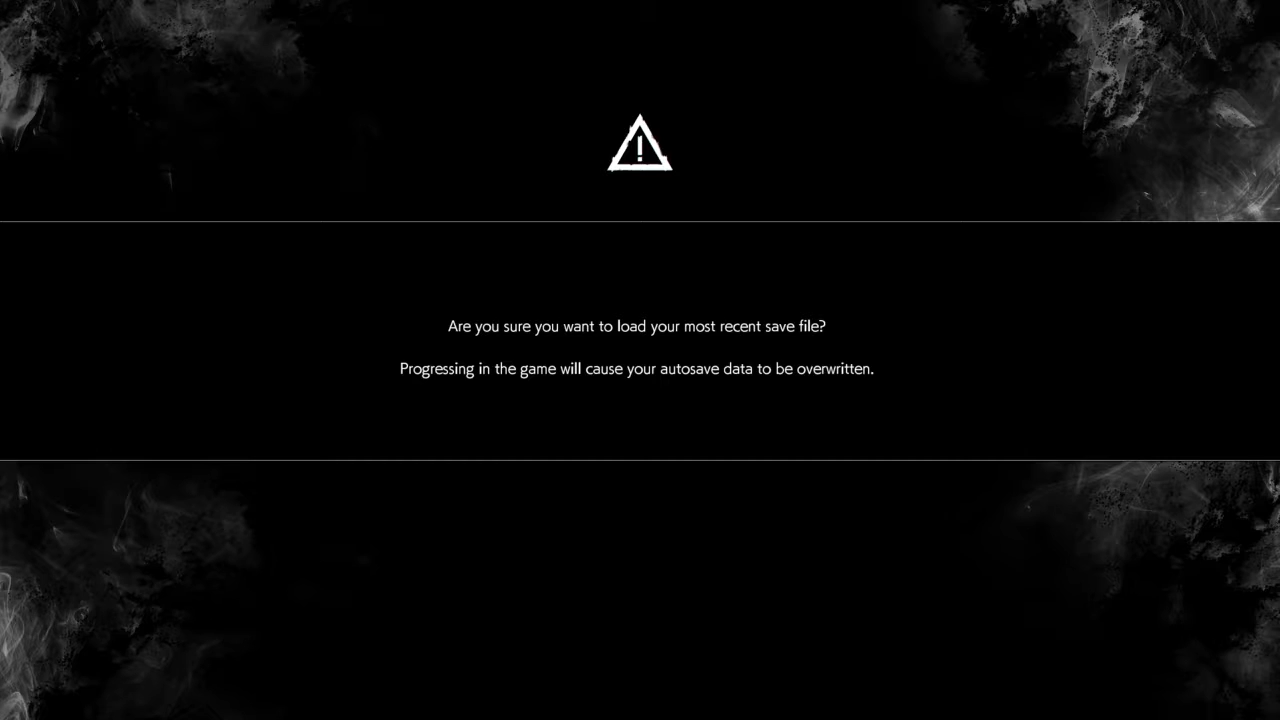 Are you sure you want to load your most recent save file?
Progressing in the game will cause your autosave data to be overwritten.